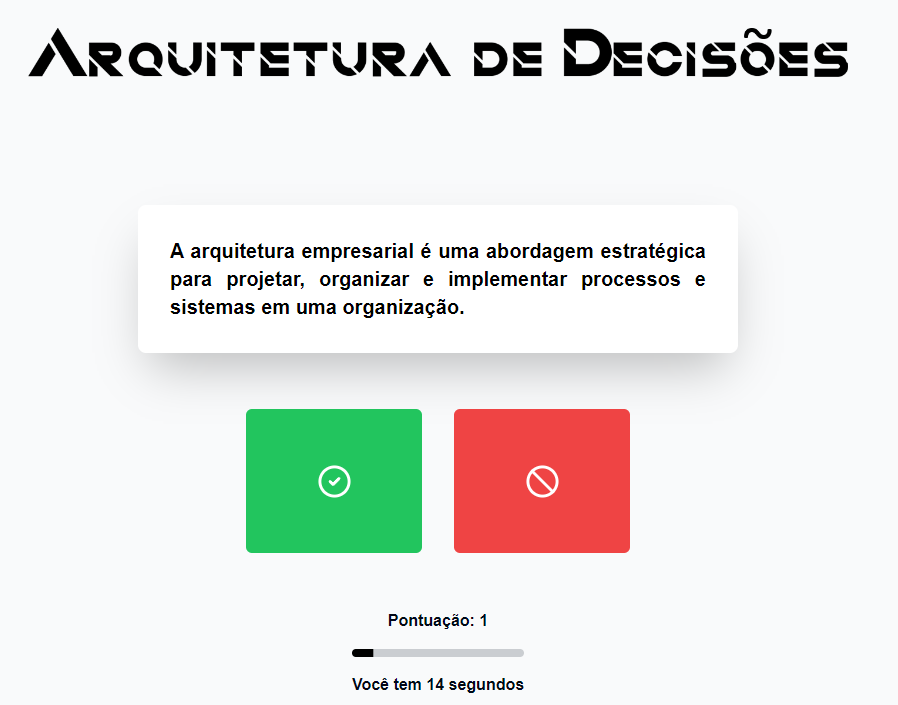 Arquitetura de Decisões
A arquitetura empresarial é uma abordagem estratégica
para projetar, organizar e implementar processos e
sistemas em uma organização.
Pontuação: 1
Você tem 14 segundos